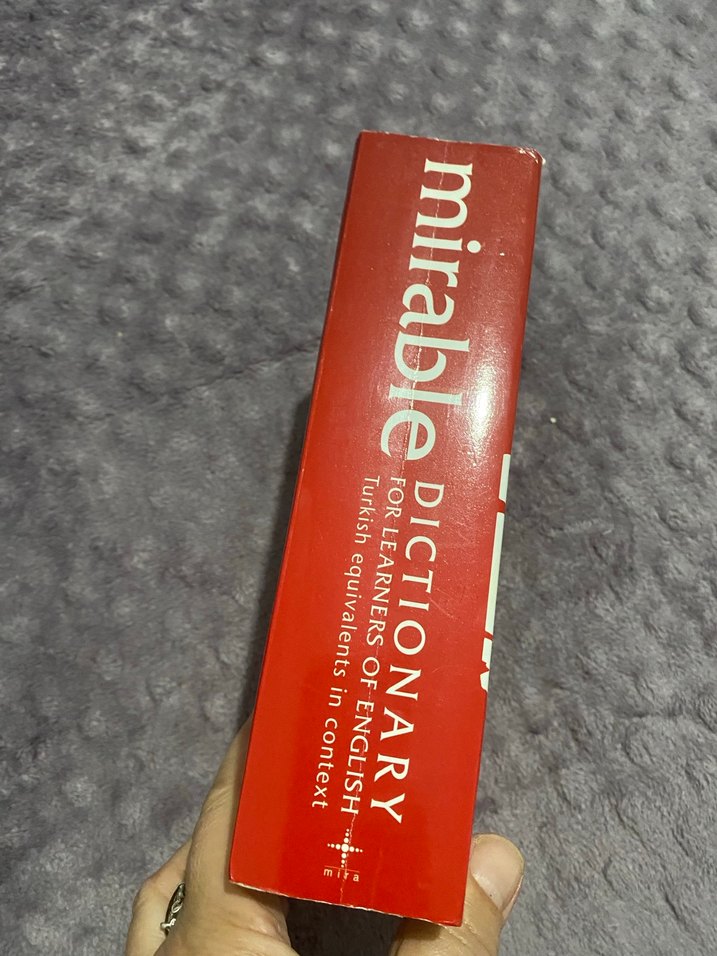 mirable
DICTIONARY
FOR LEARNERS OF ENGLISH
Turkish equivalents in context
mira